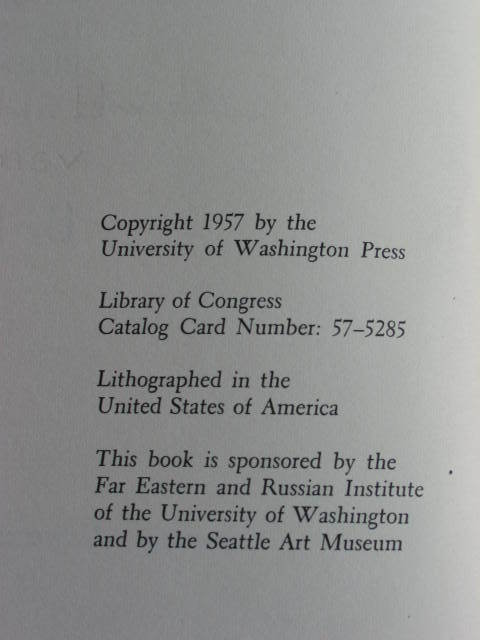 Copyright 1957 by the
University of Washington Press
Library of Congress
Catalog Card Number: 57–5285
Lithographed in the
United States of America
This book is sponsored by the
Far Eastern and Russian Institute
of the University of Washington
and by the Seattle Art Museum